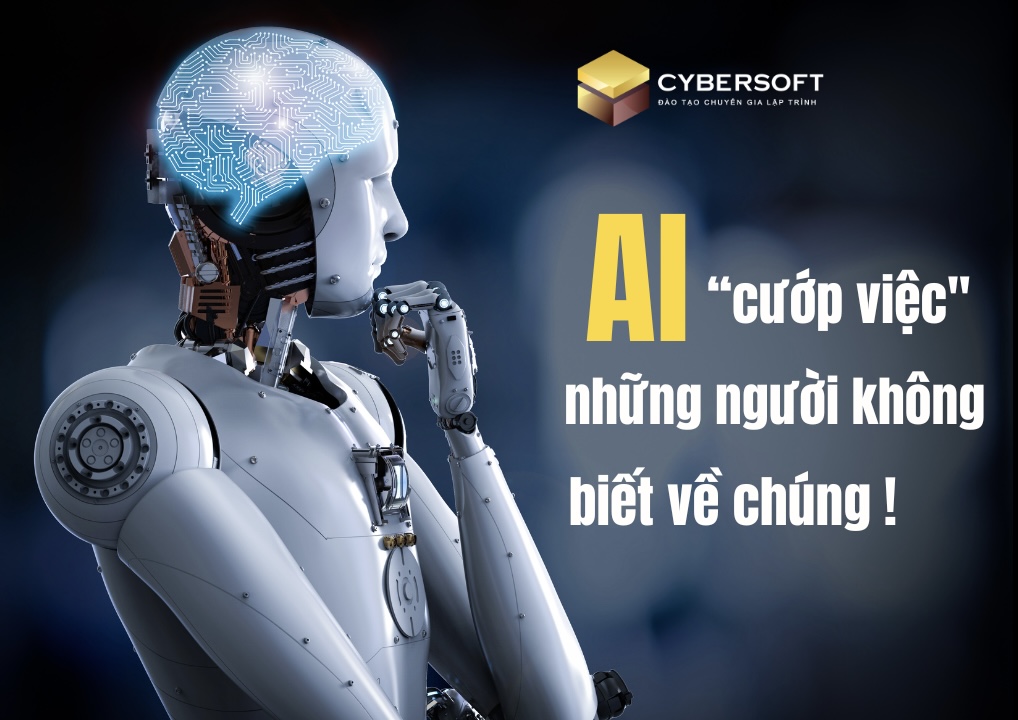 CYBERSOFT
ĐÀO TẠO CHUYÊN GIA LẬP TRÌNH
AI “cướp việc"
những người không
biết về chúng !